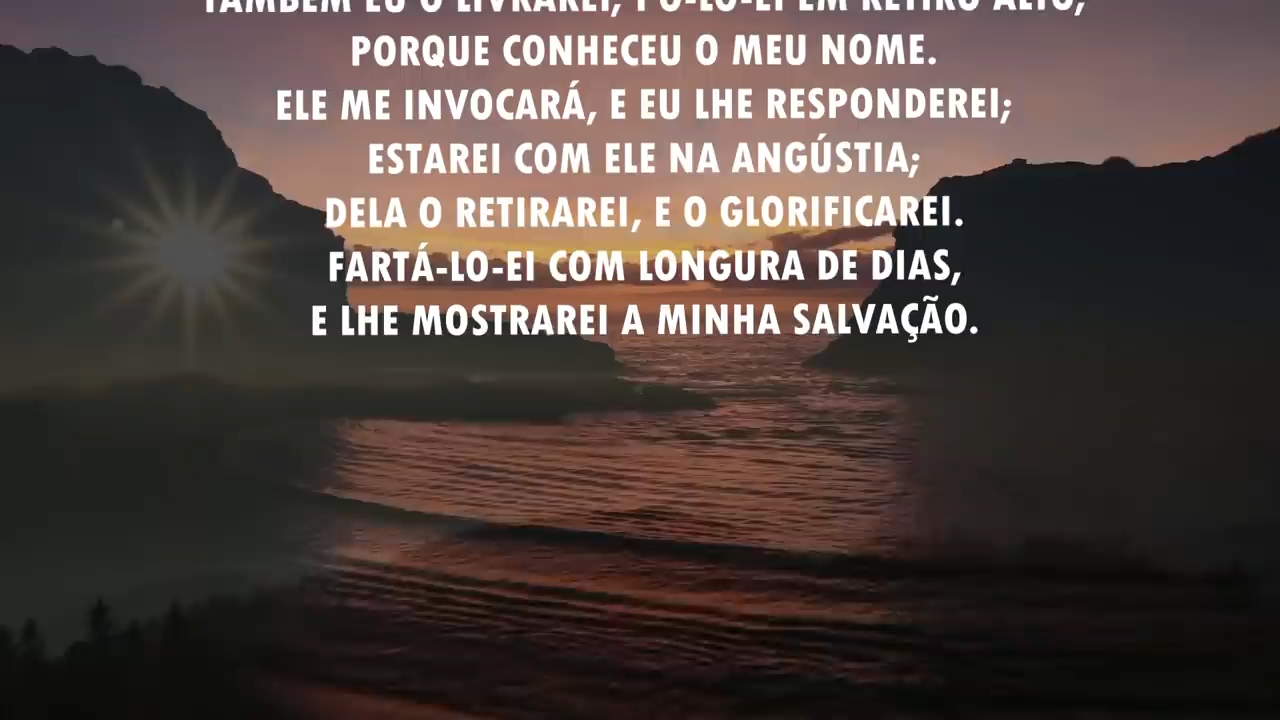 TAMBÉM EU O LIVRAREI, PÔ-LO-EI EM RETIRO ALTO,
PORQUE CONHECEU O MEU NOME.
ELE ME INVOCARÁ, E EU LHE RESPONDEREI;
ESTAREI COM ELE NA ANGÚSTIA;
DELA O RETIRAREI, E O GLORIFICAREI.
FARTÁ-LO-EI COM LONGURA DE DIAS,
E LHE MOSTRAREI A MINHA SALVAÇÃO.